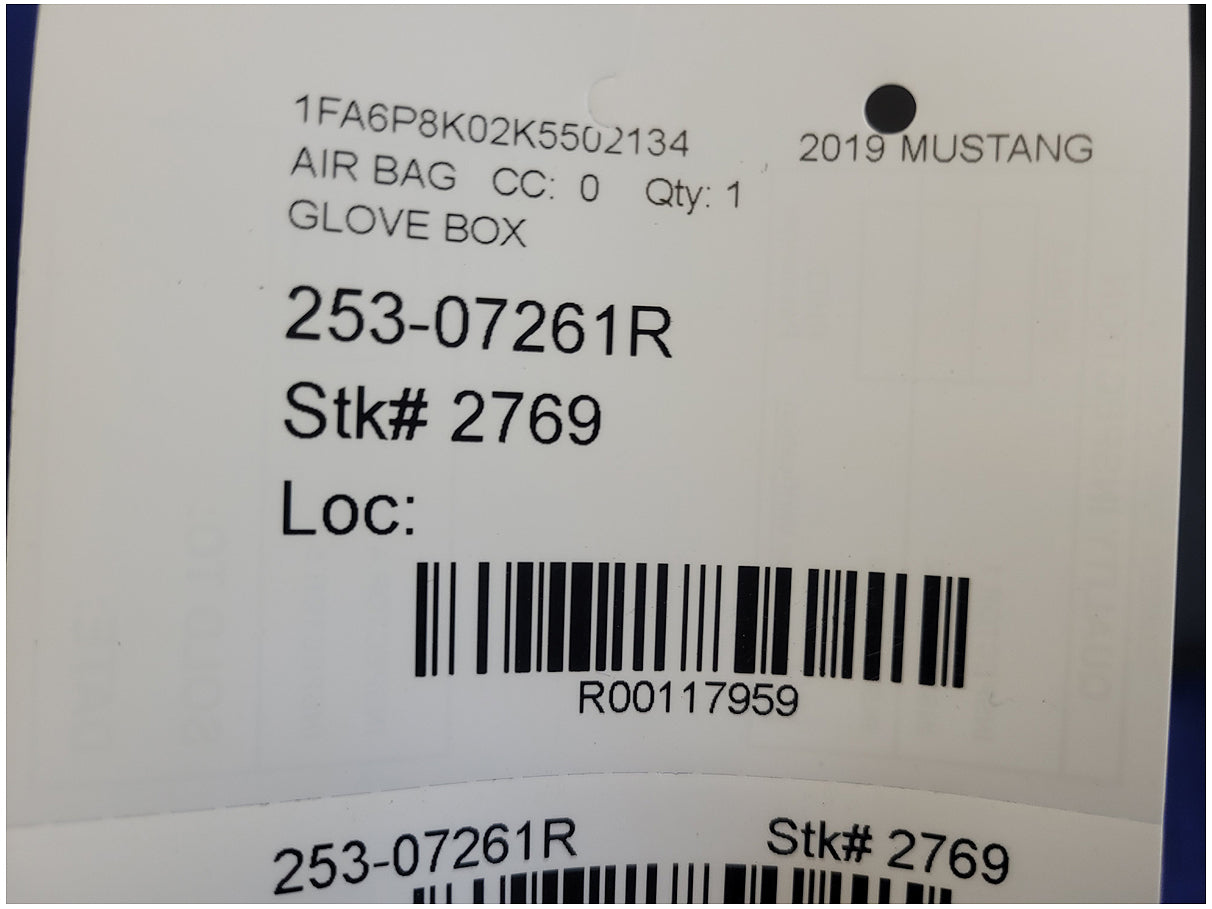 1FA6P8K02K5502134
2019 MUSTANG
AIR BAG CC: 0 Qty: 1
GLOVE BOX
253-07261R
Stk# 2769
Loc:
R00117959
253-07261R Stk# 2769